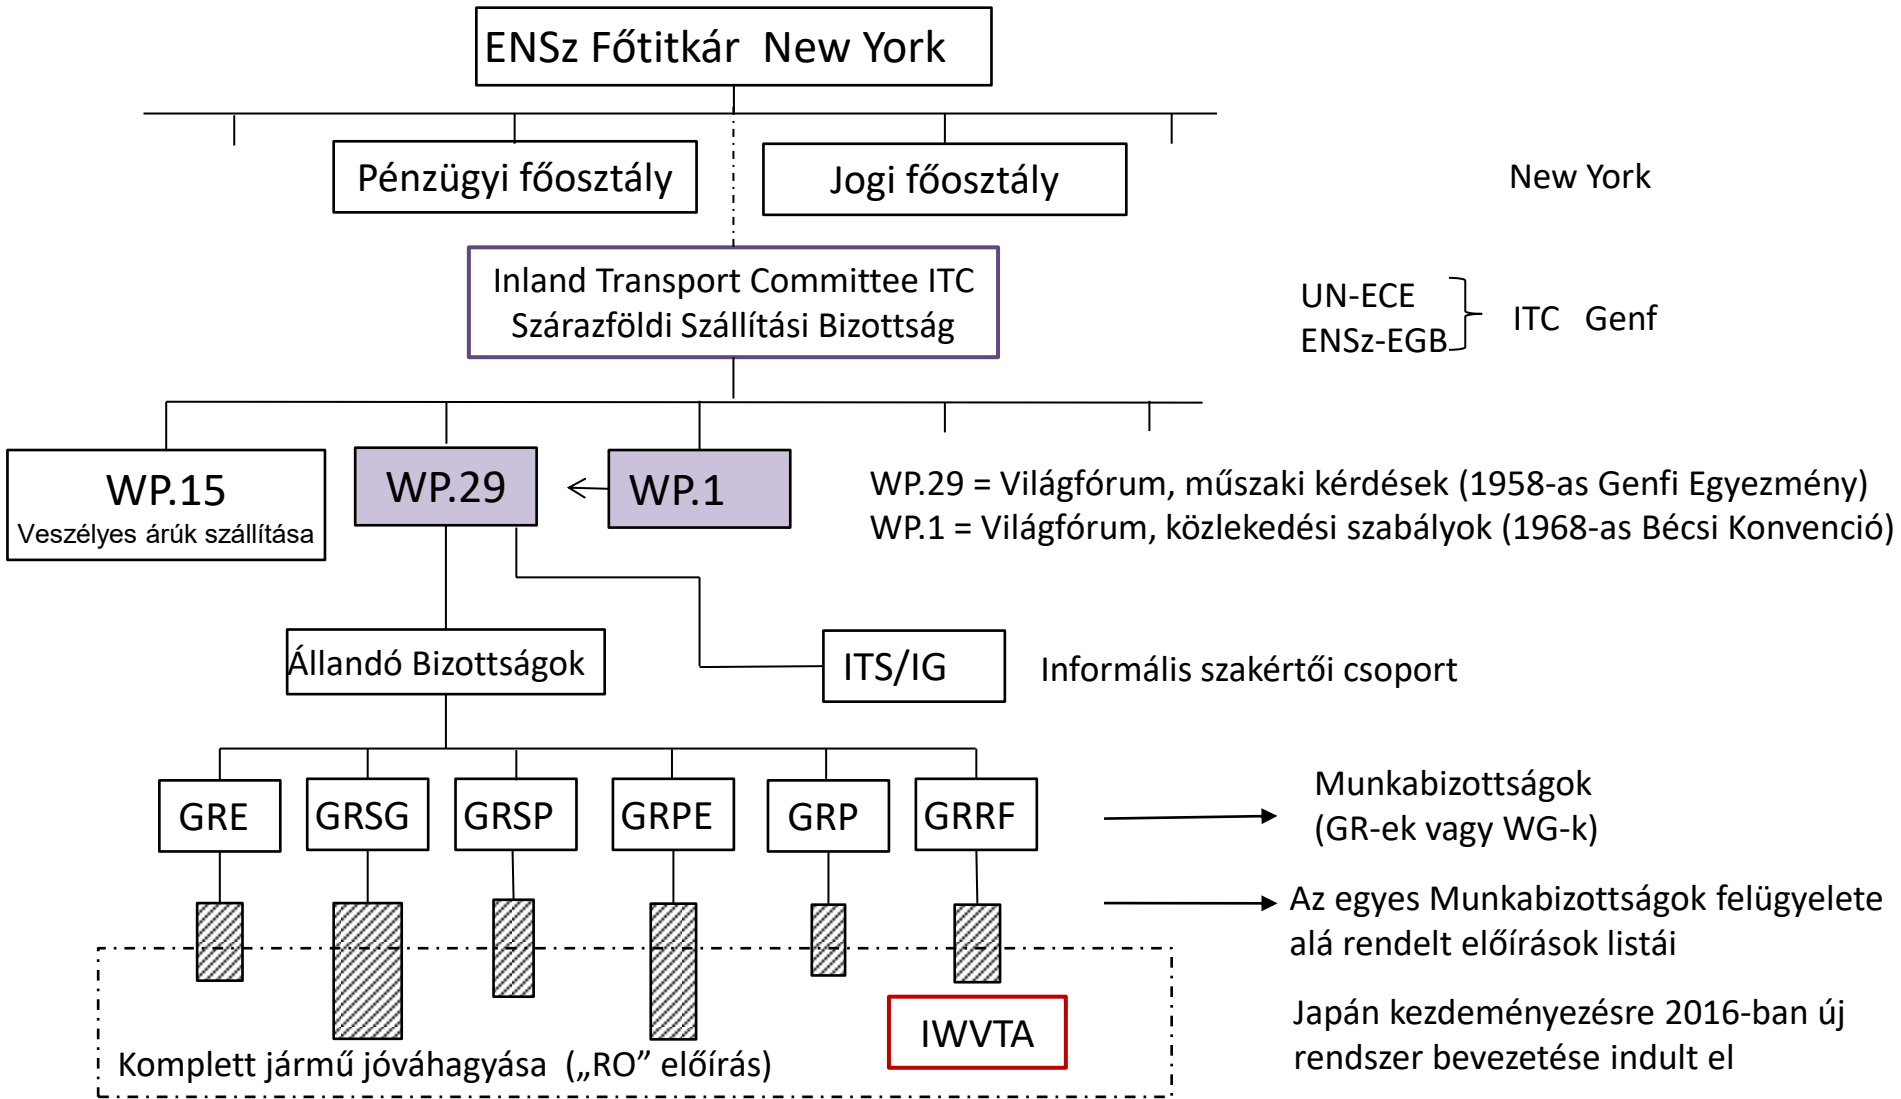 ENSz Főtitkár  New York
Pénzügyi főosztály
Jogi főosztály
New York
Inland Transport Committee ITC
Szárazföldi Szállítási Bizottság
UN-ECE
ENSz-EGB
ITC  Genf
WP.15
Veszélyes árúk szállítása
WP.29
WP.1
WP.29 = Világfórum, műszaki kérdések (1958-as Genfi Egyezmény)
WP.1 = Világfórum, közlekedési szabályok (1968-as Bécsi Konvenció)
Állandó Bizottságok
ITS/IG
Informális szakértői csoport
GRE
GRSG
GRSP
GRPE
GRP
GRRF
Munkabizottságok
(GR-ek vagy WG-k)
Az egyes Munkabizottságok felügyelete
alá rendelt előírások listái
IWVTA
Komplett jármű jóváhagyása  („RO” előírás)
Japán kezdeményezésre 2016-ban új
rendszer bevezetése indult el